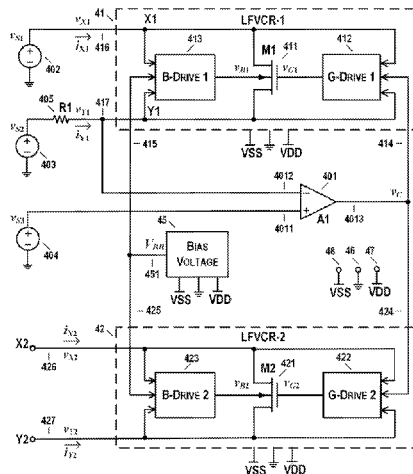 v_X1
41
X1
LFVCR-1
v_S1
i_X1
416
413
M1
411
412
402
B-DRIVE 1
v_B1
v_G1
G-DRIVE 1
405
R1
v_Y1
417
Y1
v_S2
i_Y1
415
VSS
VDD
414
403
4012
401
v_C
v_S3
4011
A1
4013
404
45
V_BB
BIAS
VOLTAGE
451
48
46
47
VSS
VDD
VSS
VDD
425
424
X2
i_X2
42
LFVCR-2
v_X2
426
423
M2
421
422
B-DRIVE 2
v_B2
v_G2
G-DRIVE 2
427
v_Y2
Y2
i_Y2
VSS
VDD